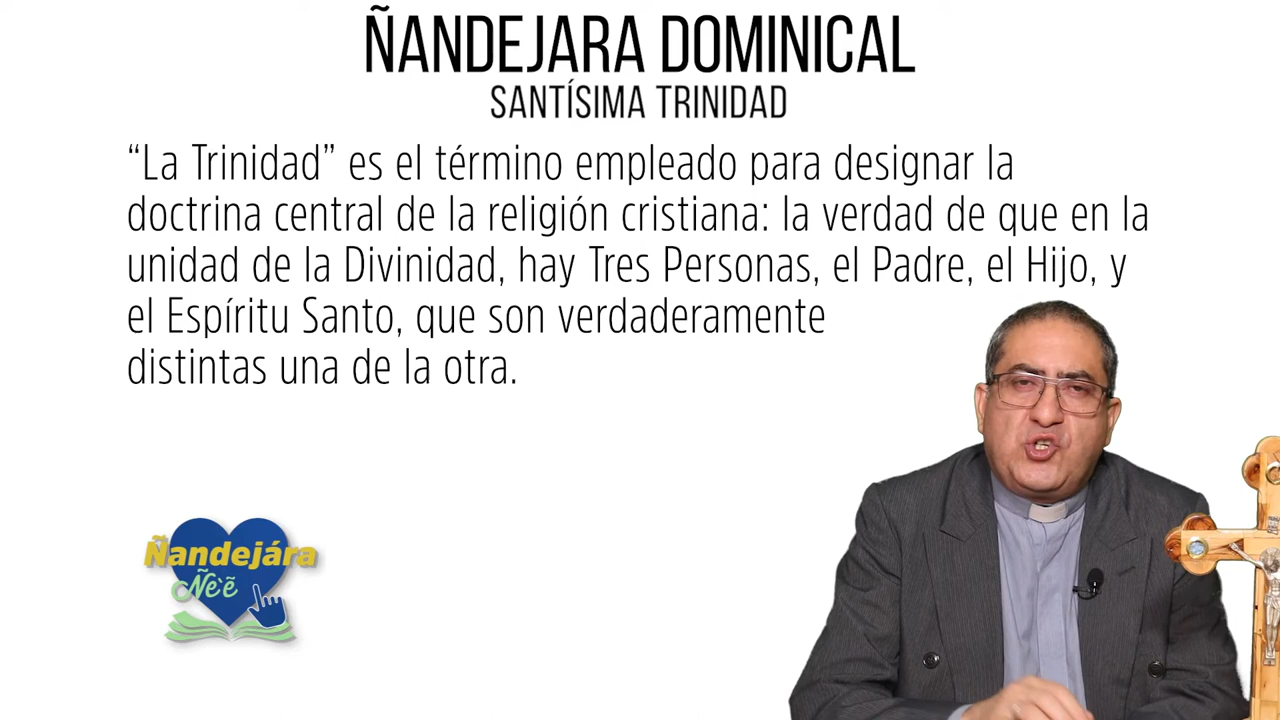 ÑANDEJARA DOMINICAL
SANTÍSIMA TRINIDAD
“La Trinidad” es el término empleado para designar la
doctrina central de la religión cristiana: la verdad de que en la
unidad de la Divinidad, hay Tres Personas, el Padre, el Hijo, y
el Espíritu Santo, que son verdaderamente
distintas una de la otra.
Ñandejára
Ñe'ẽ